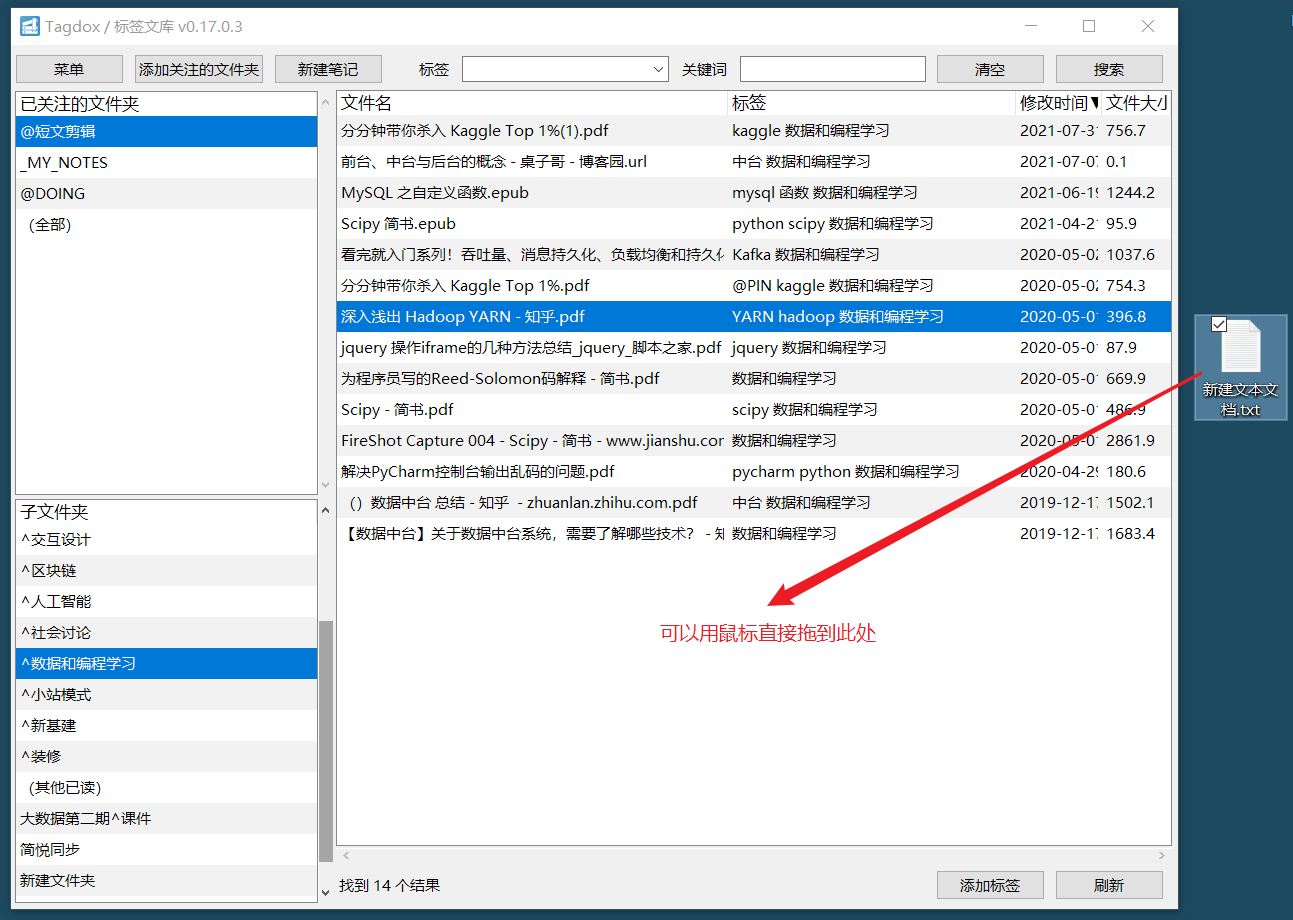 Tagdox / 标签文库 v0.17.0.3
菜单 添加关注的文件夹 新建笔记 标签 关键词 清空 搜索
已关注的文件夹
@短文剪辑
_MY_NOTES
@DOING
（全部）
子文件夹
^交互设计
^区块链
^人工智能
^社会讨论
^数据和编程学习
^小站模式
^新基建
^装修
（其他已读）
大数据第二期^课件
简悦同步
新建文件夹
文件名 标签 修改时间▼ 文件大小
分分钟带你杀入 Kaggle Top 1%(1).pdf kaggle 数据和编程学习 2021-07-31 756.7
前台、中台与后台的概念 - 桌子哥 - 博客园.url 中台 数据和编程学习 2021-07-07 0.1
MySQL 之自定义函数.epub mysql 函数 数据和编程学习 2021-06-19 1244.2
Scipy 简书.epub python scipy 数据和编程学习 2021-04-21 95.9
看完就入门系列！吞吐量、消息持久化、负载均衡和持久化 Kafka 数据和编程学习 2020-05-02 1037.6
分分钟带你杀入 Kaggle Top 1%.pdf @PIN kaggle 数据和编程学习 2020-05-02 754.3
深入浅出 Hadoop YARN - 知乎.pdf YARN hadoop 数据和编程学习 2020-05-01 396.8
jquery 操作iframe的几种方法总结_jquery_脚本之家.pdf jquery 数据和编程学习 2020-05-01 87.9
为程序员写的Reed-Solomon码解释 - 简书.pdf 数据和编程学习 2020-05-01 669.9
Scipy - 简书.pdf scipy 数据和编程学习 2020-05-01 486.9
FireShot Capture 004 - Scipy - 简书 - www.jianshu.cor 数据和编程学习 2020-05-01 2861.9
解决PyCharm控制台输出乱码的问题.pdf pycharm python 数据和编程学习 2020-04-29 180.6
（）数据中台 总结 - 知乎 - zhuanlan.zhihu.com.pdf 中台 数据和编程学习 2019-12-17 1502.1
【数据中台】关于数据中台系统，需要了解哪些技术？ - 知 数据和编程学习 2019-12-17 1683.4
可以用鼠标直接拖到此处
找到 14 个结果 添加标签 刷新
新建文本文
档.txt